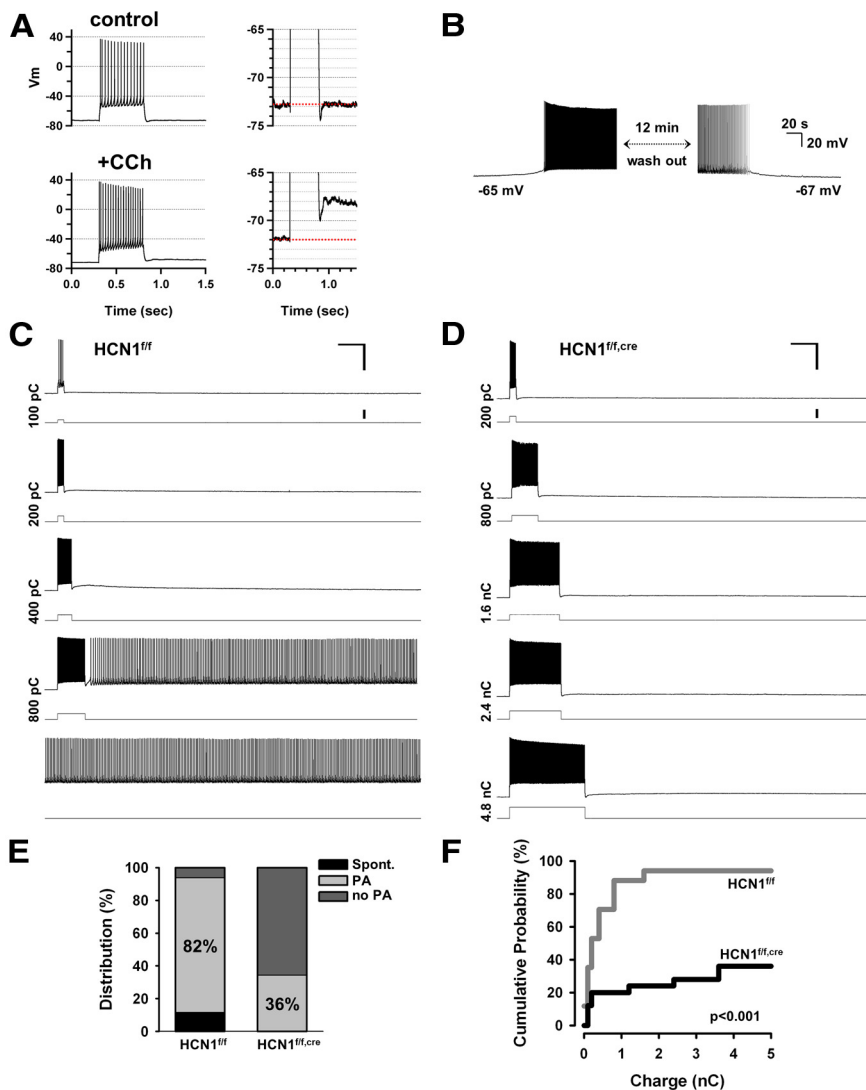 A
control
Vm
40
0
-40
-80
-65
-70
-75
+CCh
40
0
-40
-80
0.0 0.5 1.0 1.5
Time (sec)
-65
-70
-75
0.0 1.0
Time (sec)
B
12 min
wash out
20 s
20 mV
-65 mV
-67 mV
C
HCN1f/f
100 pC
200 pC
400 pC
800 pC
D
HCN1f/f,cre
200 pC
800 pC
1.6 nC
2.4 nC
4.8 nC
E
Distribution (%)
100
80
60
40
20
0
82%
36%
HCN1f/f
HCN1f/f,cre
Spont.
PA
no PA
F
Cumulative Probability (%)
100
80
60
40
20
0
HCN1f/f
HCN1f/f,cre
p<0.001
0 1 2 3 4 5
Charge (nC)